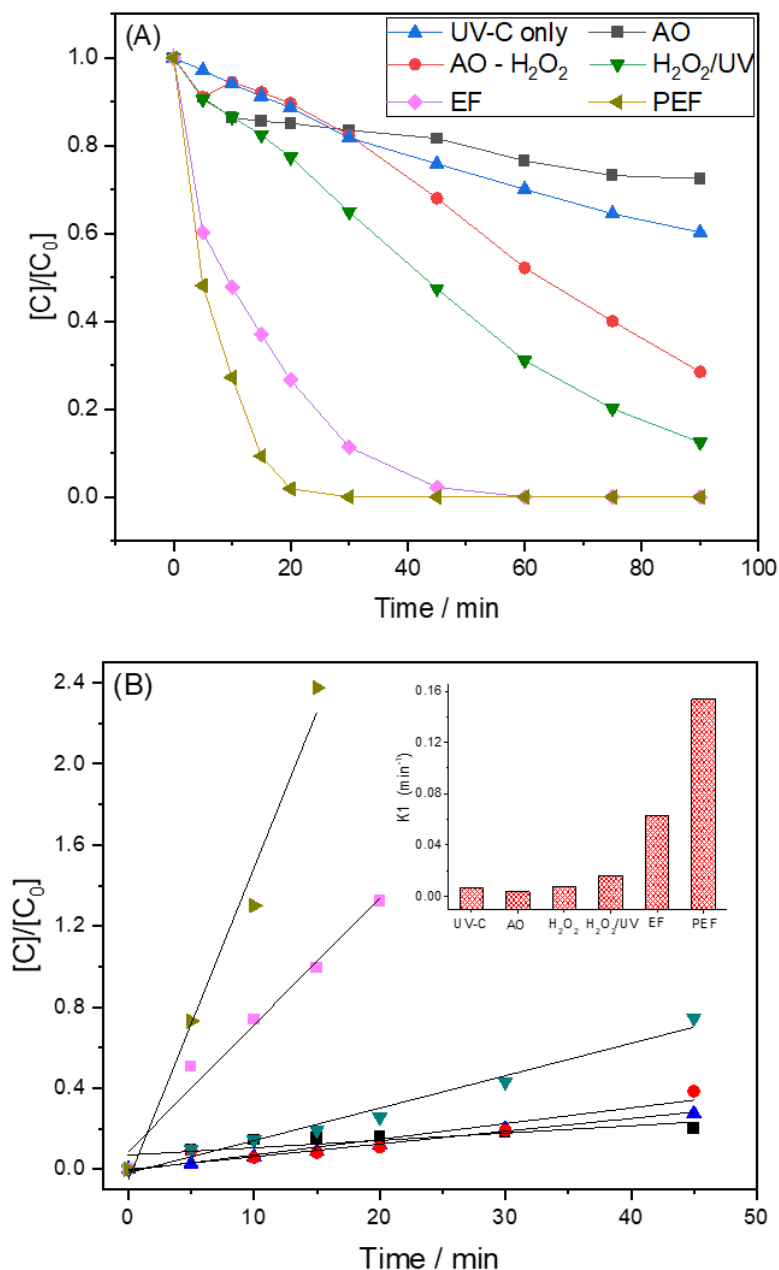 (A)
UV-C only
AO
AO - H₂O₂
H₂O₂/UV
EF
PEF
1.0
0.8
0.6
0.4
0.2
0.0
[C]/[C₀]
0
20
40
60
80
100
Time / min
(B)
2.4
2.0
1.6
1.2
0.8
0.4
0.0
[C]/[C₀]
0.16
0.12
0.08
0.04
0.00
K1 (min⁻¹)
UV-C
AO
H₂O₂
H₂O₂/UV
EF
PEF
0
10
20
30
40
50
Time / min